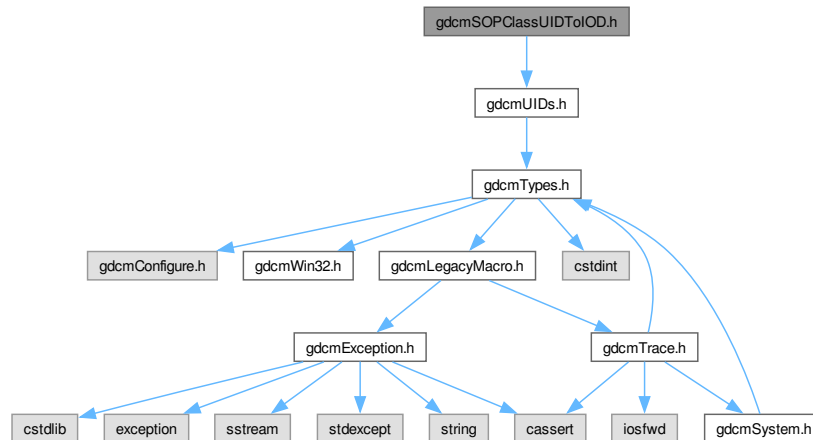 gdcmSOPClassUIDToIOD.h
gdcmUIDs.h
gdcmTypes.h
gdcmConfigure.h
gdcmWin32.h
gdcmLegacyMacro.h
cstdint
gdcmException.h
gdcmTrace.h
cstdlib
exception
sstream
stdexcept
string
cassert
iosfwd
gdcmSystem.h